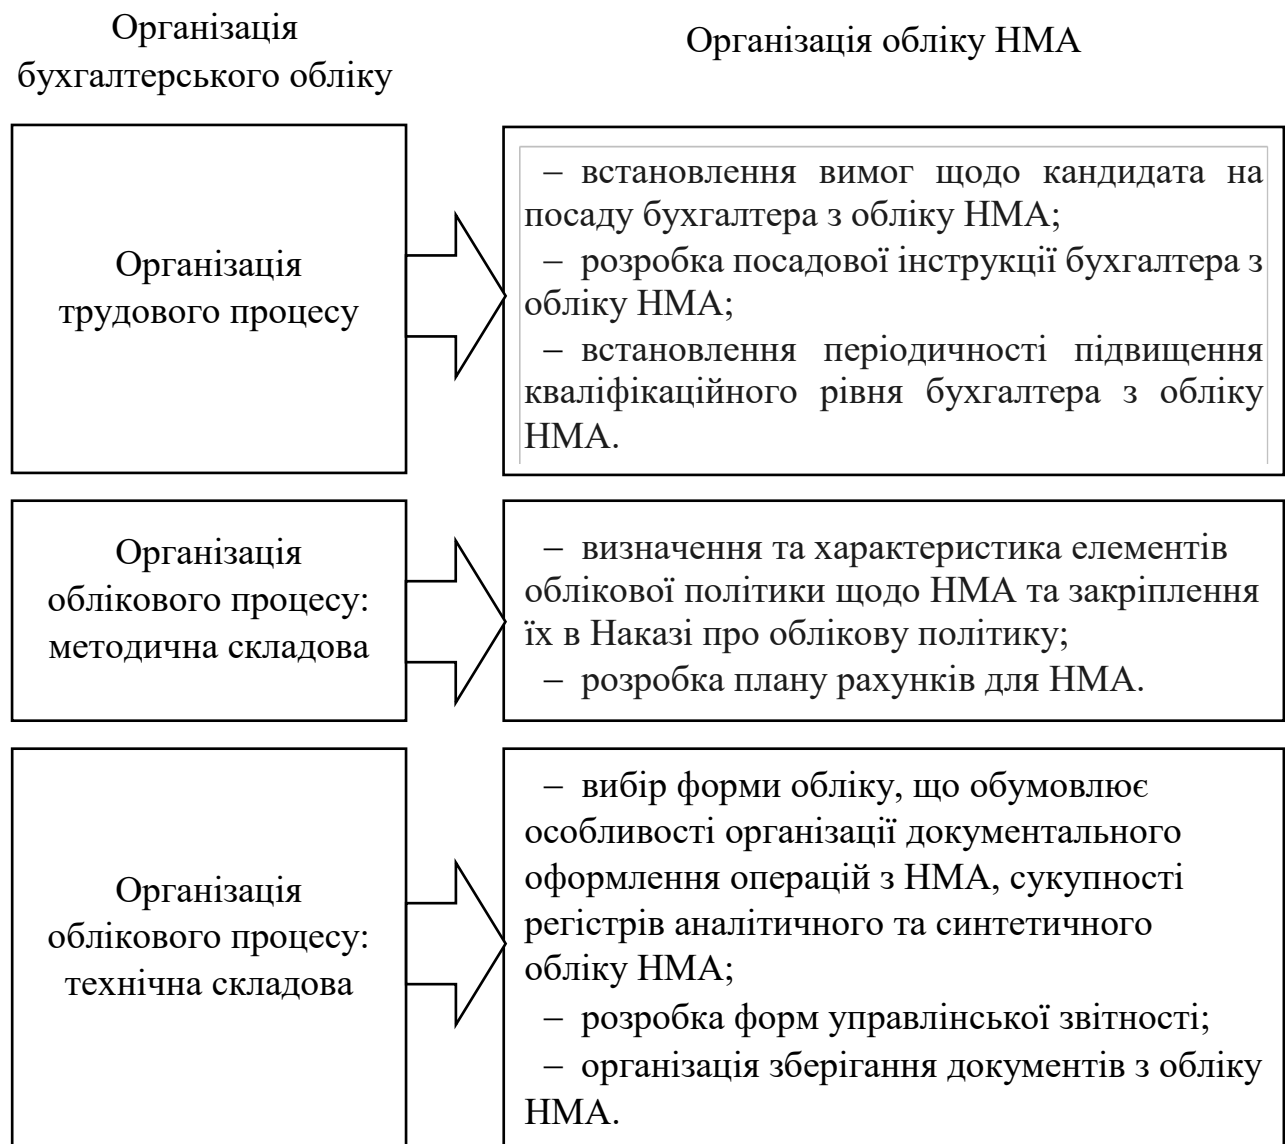 Організація
бухгалтерського обліку
Організація обліку НМА
Організація
трудового процесу
– встановлення вимог щодо кандидата на
посаду бухгалтера з обліку НМА;
– розробка посадової інструкції бухгалтера з
обліку НМА;
– встановлення періодичності підвищення
кваліфікаційного рівня бухгалтера з обліку
НМА.
Організація
облікового процесу:
методична складова
– визначення та характеристика елементів
облікової політики щодо НМА та закріплення
їх в Наказі про облікову політику;
– розробка плану рахунків для НМА.
Організація
облікового процесу:
технічна складова
– вибір форми обліку, що обумовлює
особливості організації документального
оформлення операцій з НМА, сукупності
регістрів аналітичного та синтетичного
обліку НМА;
– розробка форм управлінської звітності;
– організація зберігання документів з обліку
НМА.